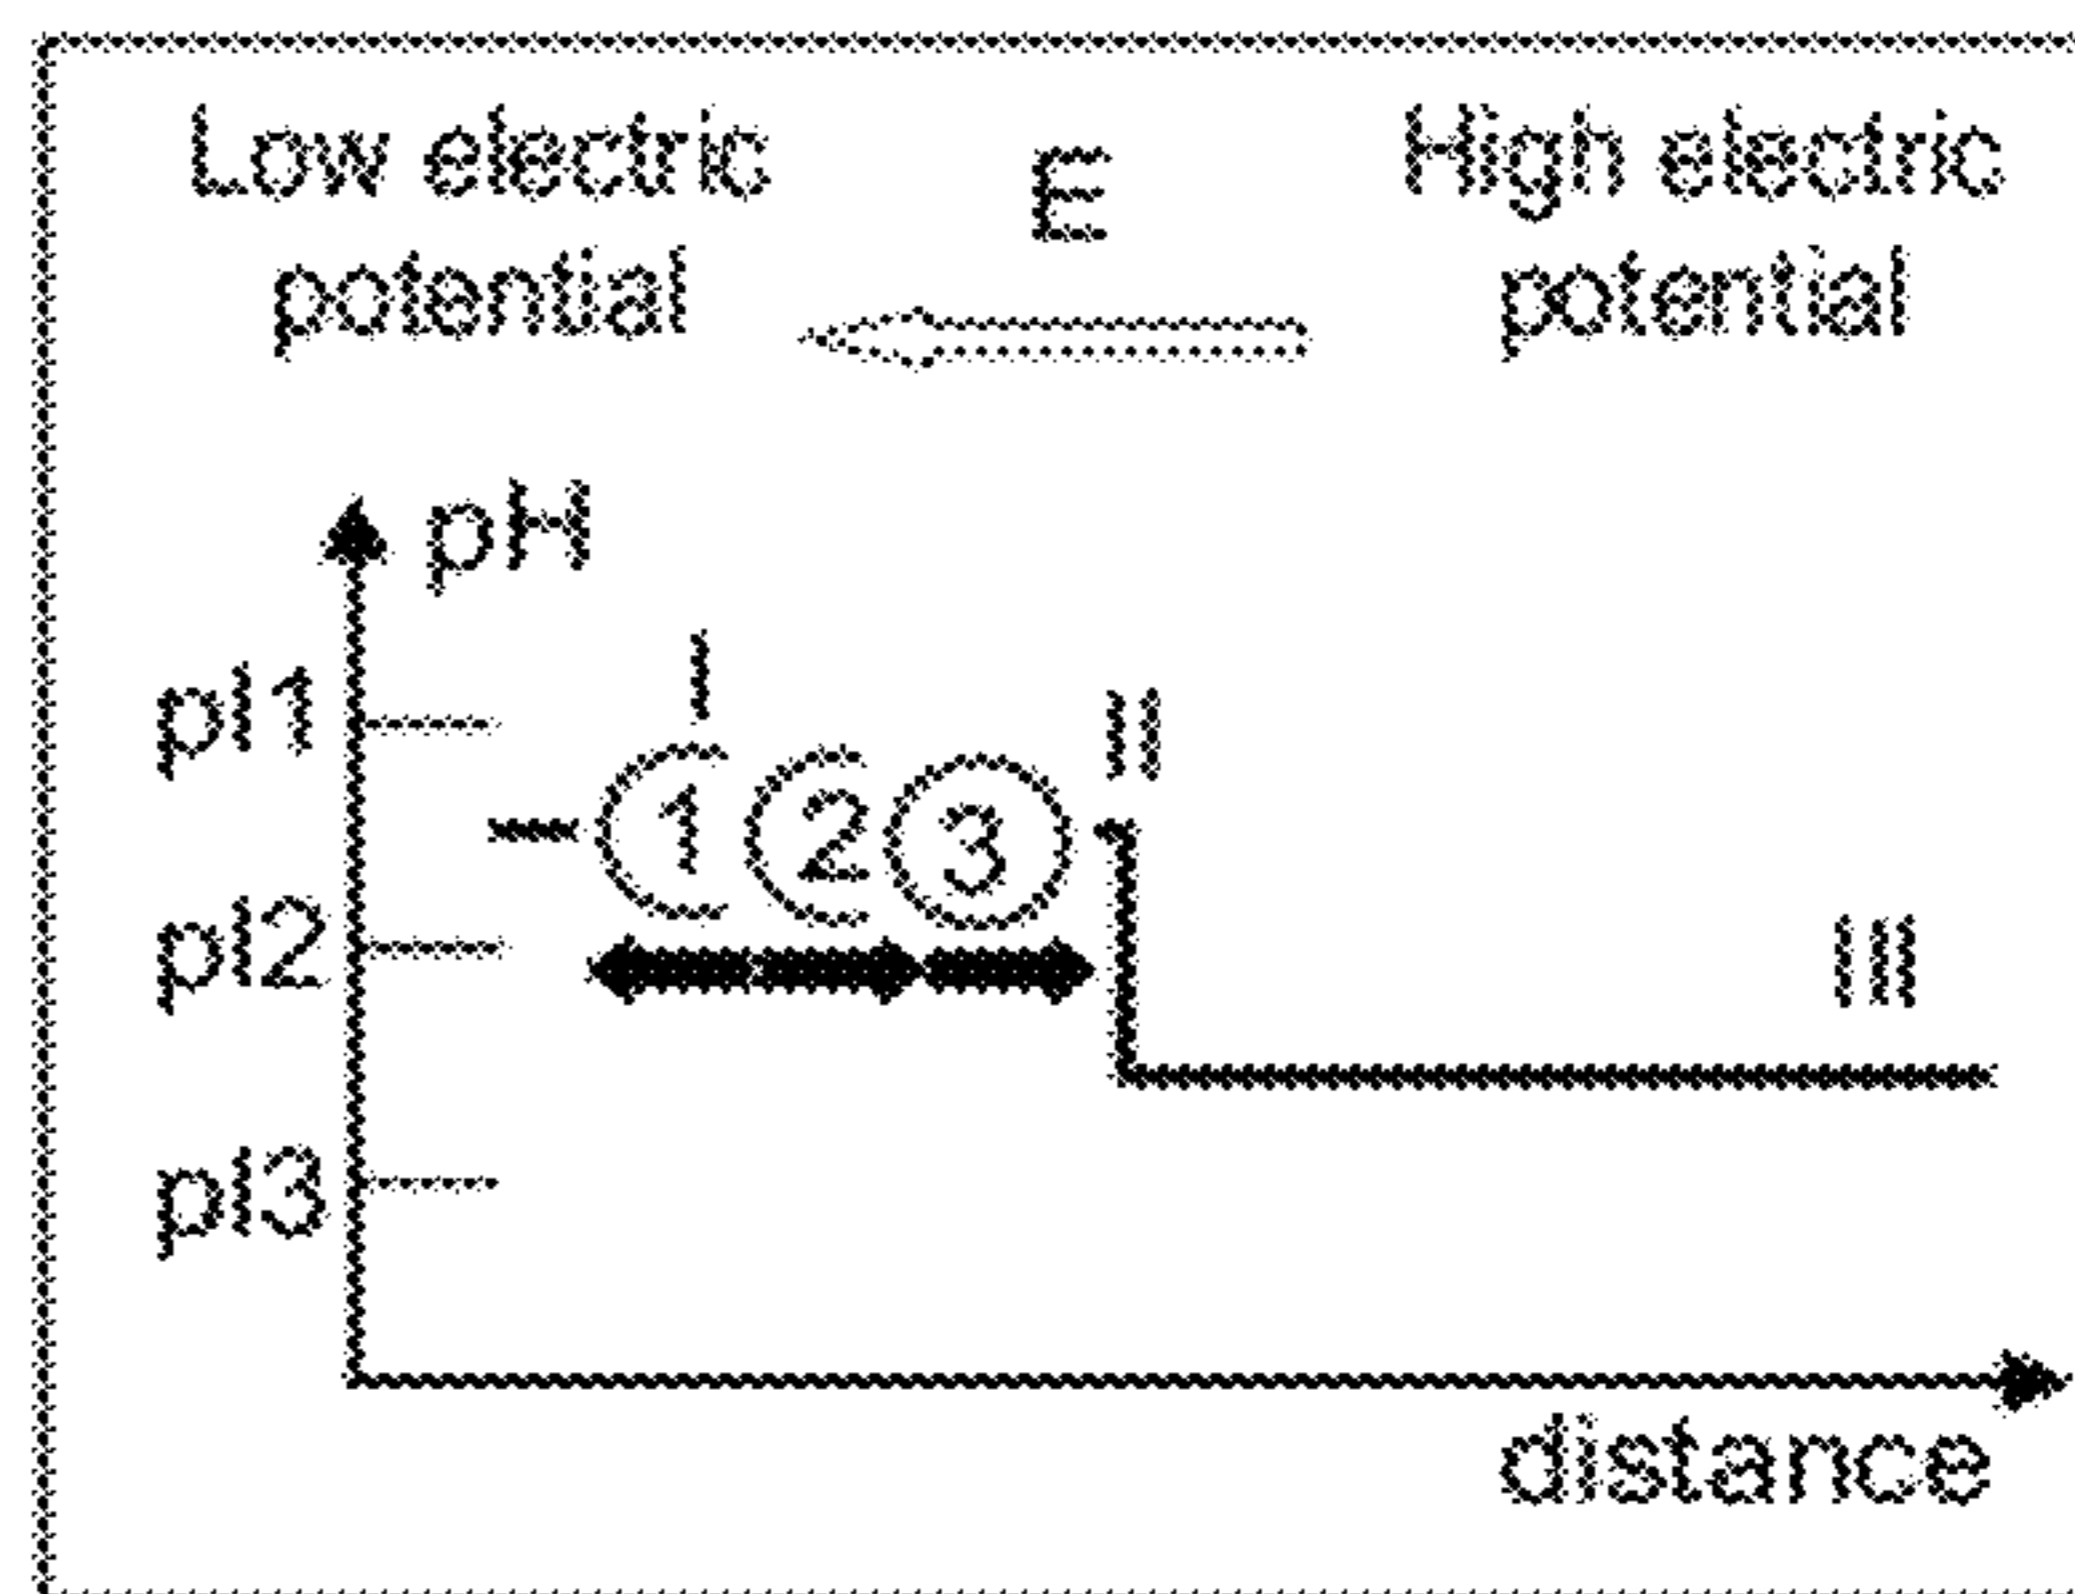 Low electric
potential
E
High electric
potential
pH
pI1
I
II
1 2 3
pI2
III
pI3
distance